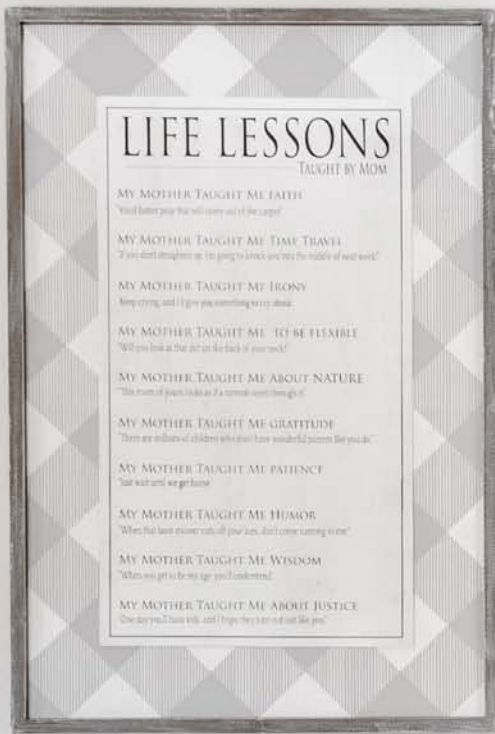 LIFE LESSONS
TAUGHT BY MOM
MY MOTHER TAUGHT ME FAITH
"You'd better pray that will come out of the carpet"
MY MOTHER TAUGHT ME TIME TRAVEL
"If you don't straighten up, I'm going to knock you into the middle of next week!"
MY MOTHER TAUGHT ME IRONY
Keep crying, and I'll give you something to cry about.
MY MOTHER TAUGHT ME TO BE FLEXIBLE
"Will you look at that dirt on the back of your neck!"
MY MOTHER TAUGHT ME ABOUT NATURE
"This room of yours looks as if a tornado went through it"
MY MOTHER TAUGHT ME GRATITUDE
"There are millions of children who don't have wonderful parents like you do."
MY MOTHER TAUGHT ME PATIENCE
"Just wait until we get home"
MY MOTHER TAUGHT ME HUMOR
"When that lawn mower cuts off your toes, don't come running to me"
MY MOTHER TAUGHT ME WISDOM
"When you get to be my age, you'll understand."
MY MOTHER TAUGHT ME ABOUT JUSTICE
"One day you'll have kids, and I hope they turn out just like you!"